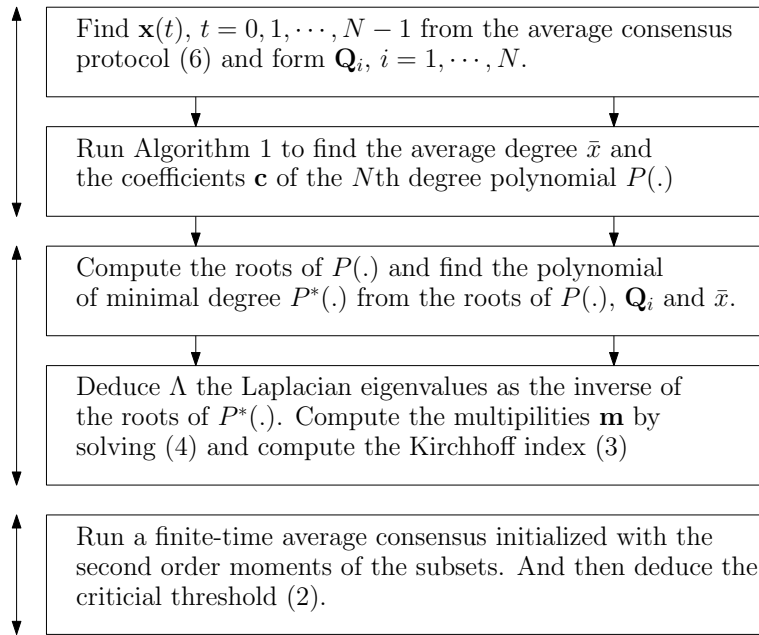 Find x(t), t = 0, 1, · · · , N − 1 from the average consensus
protocol (6) and form Q_i, i = 1, · · · , N.
Run Algorithm 1 to find the average degree x̄ and
the coefficients c of the Nth degree polynomial P(.)
Compute the roots of P(.) and find the polynomial
of minimal degree P*(.) from the roots of P(.), Q_i and x̄.
Deduce Λ the Laplacian eigenvalues as the inverse of
the roots of P*(.). Compute the multipilities m by
solving (4) and compute the Kirchhoff index (3)
Run a finite-time average consensus initialized with the
second order moments of the subsets. And then deduce the
criticial threshold (2).